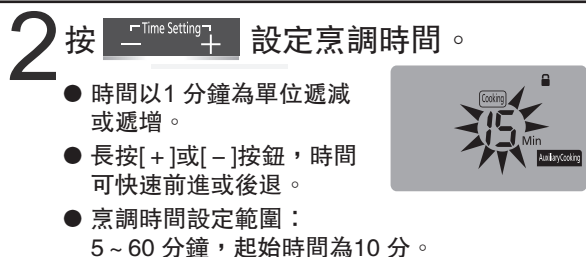 2 按 Time Setting − + 設定烹調時間。
● 時間以1 分鐘為單位遞減
或遞增。
● 長按[ + ]或[ – ]按鈕，時間
可快速前進或後退。
● 烹調時間設定範圍：
5 ~ 60 分鐘，起始時間為10 分。
Cooking
15
Min
AuxiliaryCooking